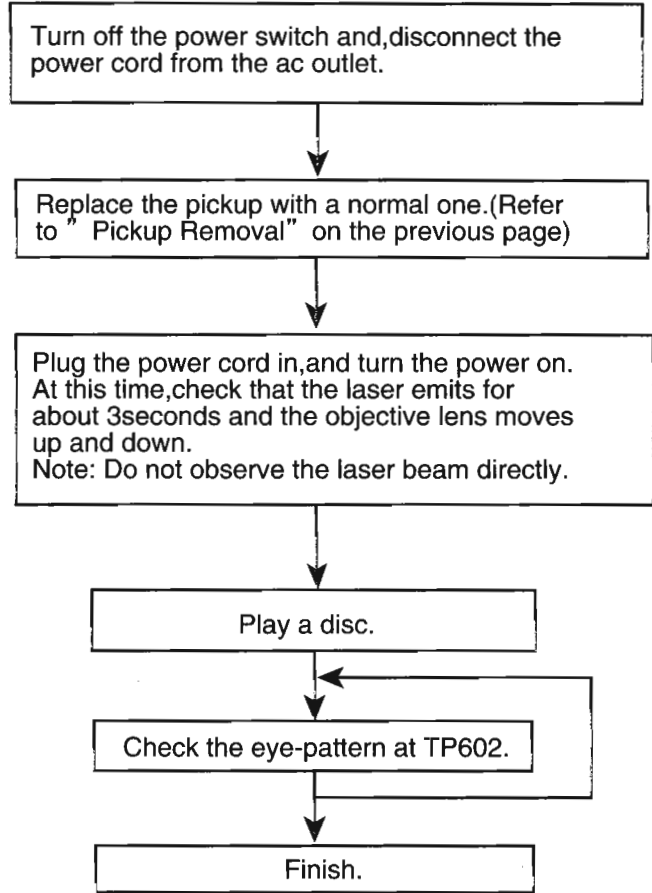 Turn off the power switch and,disconnect the
power cord from the ac outlet.
Replace the pickup with a normal one.(Refer
to " Pickup Removal" on the previous page)
Plug the power cord in,and turn the power on.
At this time,check that the laser emits for
about 3seconds and the objective lens moves
up and down.
Note: Do not observe the laser beam directly.
Play a disc.
Check the eye-pattern at TP602.
Finish.